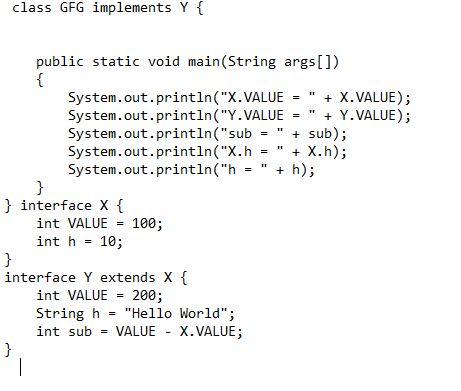 class GFG implements Y {
public static void main(String args[])
{
System.out.println("X.VALUE = " + X.VALUE);
System.out.println("Y.VALUE = " + Y.VALUE);
System.out.println("sub = " + sub);
System.out.println("X.h = " + X.h);
System.out.println("h = " + h);
}
} interface X {
int VALUE = 100;
int h = 10;
}
interface Y extends X {
int VALUE = 200;
String h = "Hello World";
int sub = VALUE - X.VALUE;
}